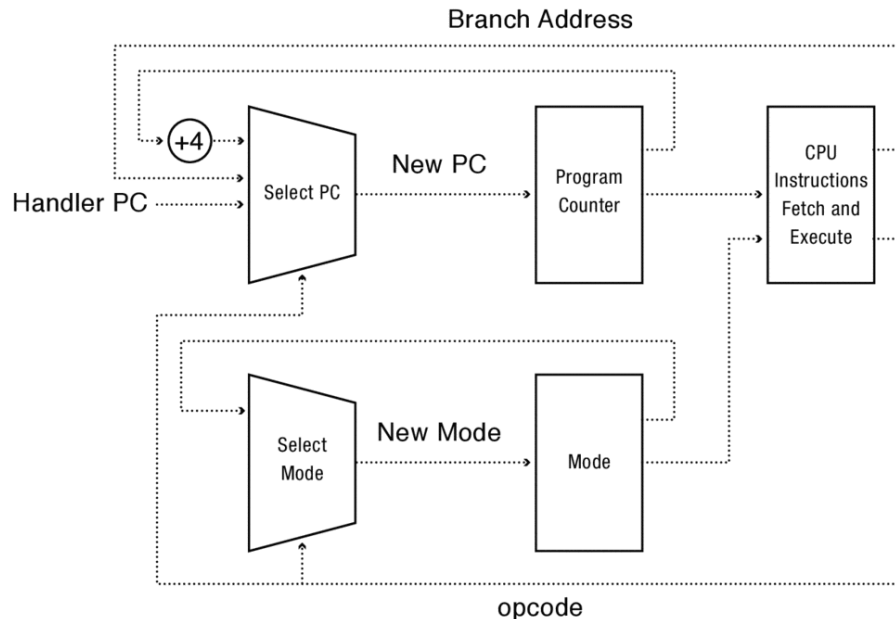 Branch Address
+4
Handler PC
Select PC
New PC
Program
Counter
CPU
Instructions
Fetch and
Execute
Select
Mode
New Mode
Mode
opcode